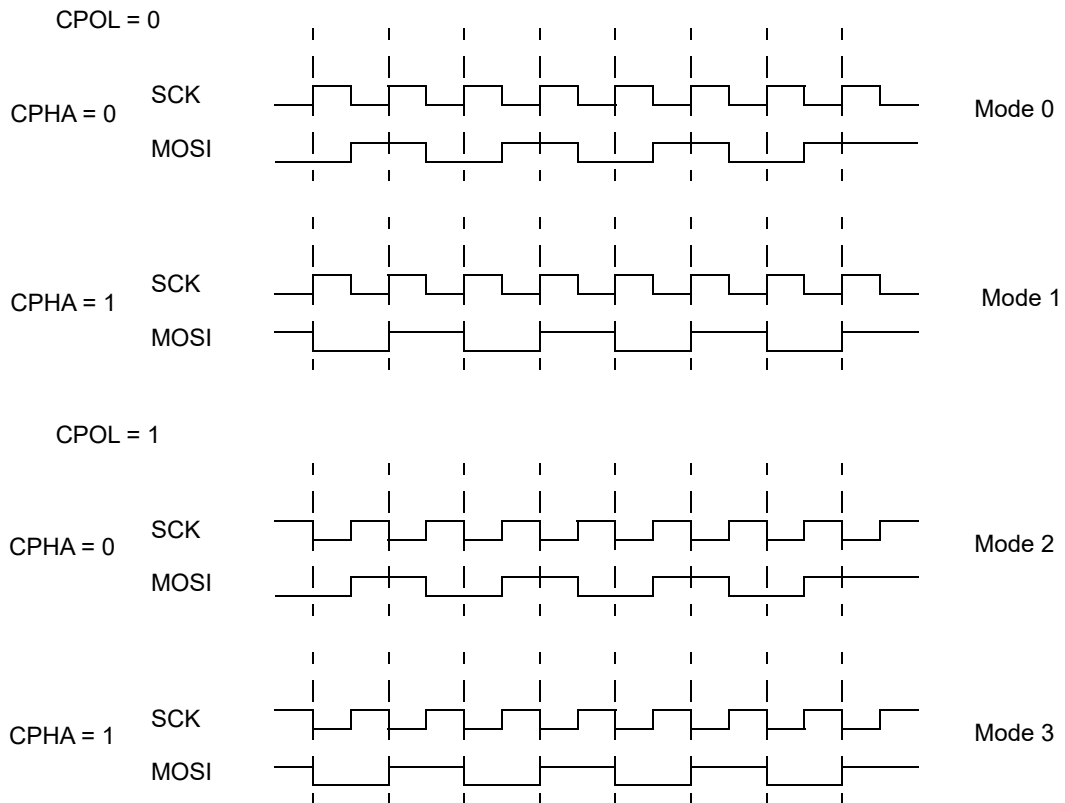 CPOL = 0
SCK
CPHA = 0
Mode 0
MOSI
SCK
CPHA = 1
Mode 1
MOSI
CPOL = 1
SCK
CPHA = 0
Mode 2
MOSI
SCK
CPHA = 1
Mode 3
MOSI